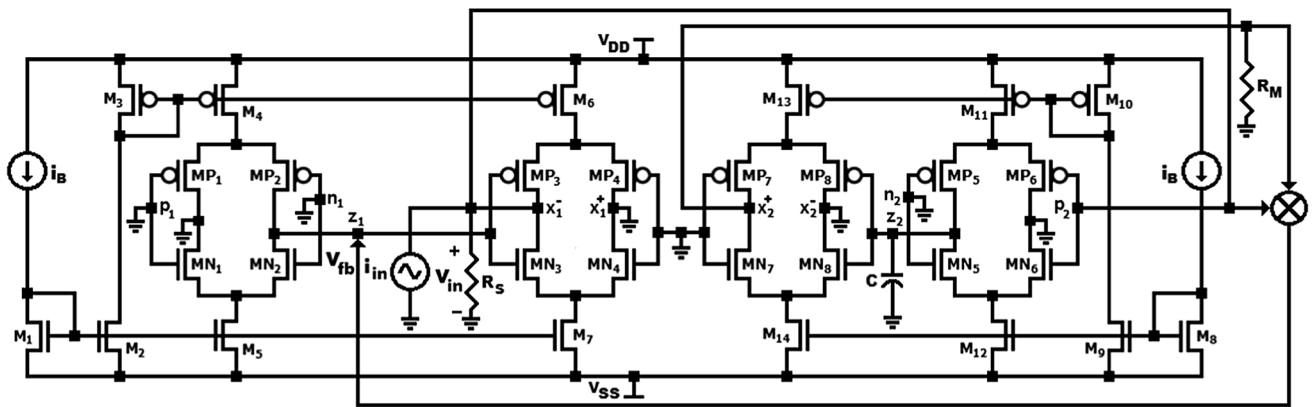 VDD
M3
M4
M6
M13
M11
M10
RM
iB
MP1
MP2
MP3
MP4
MP7
MP8
MP5
MP6
iB
p1
n1
z1
x1-
x1+
x2+
x2-
n2
z2
p2
MN1
MN2
Vfb
iin
+
Vin
-
RS
MN3
MN4
MN7
MN8
C
MN5
MN6
M1
M2
M5
M7
M14
M12
M9
M8
VSS